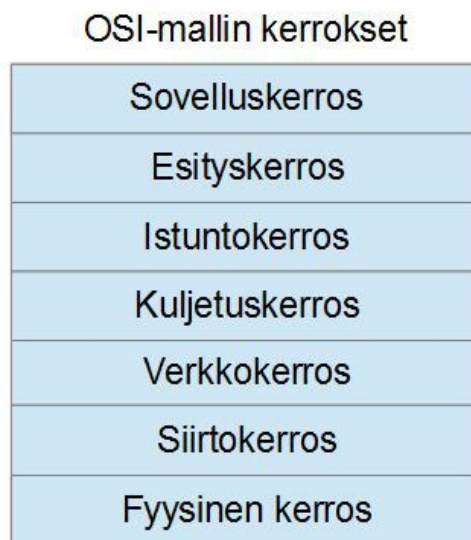 OSI-mallin kerrokset
Sovelluskerros
Esityskerros
Istuntokerros
Kuljetuskerros
Verkkokerros
Siirtokerros
Fyysinen kerros